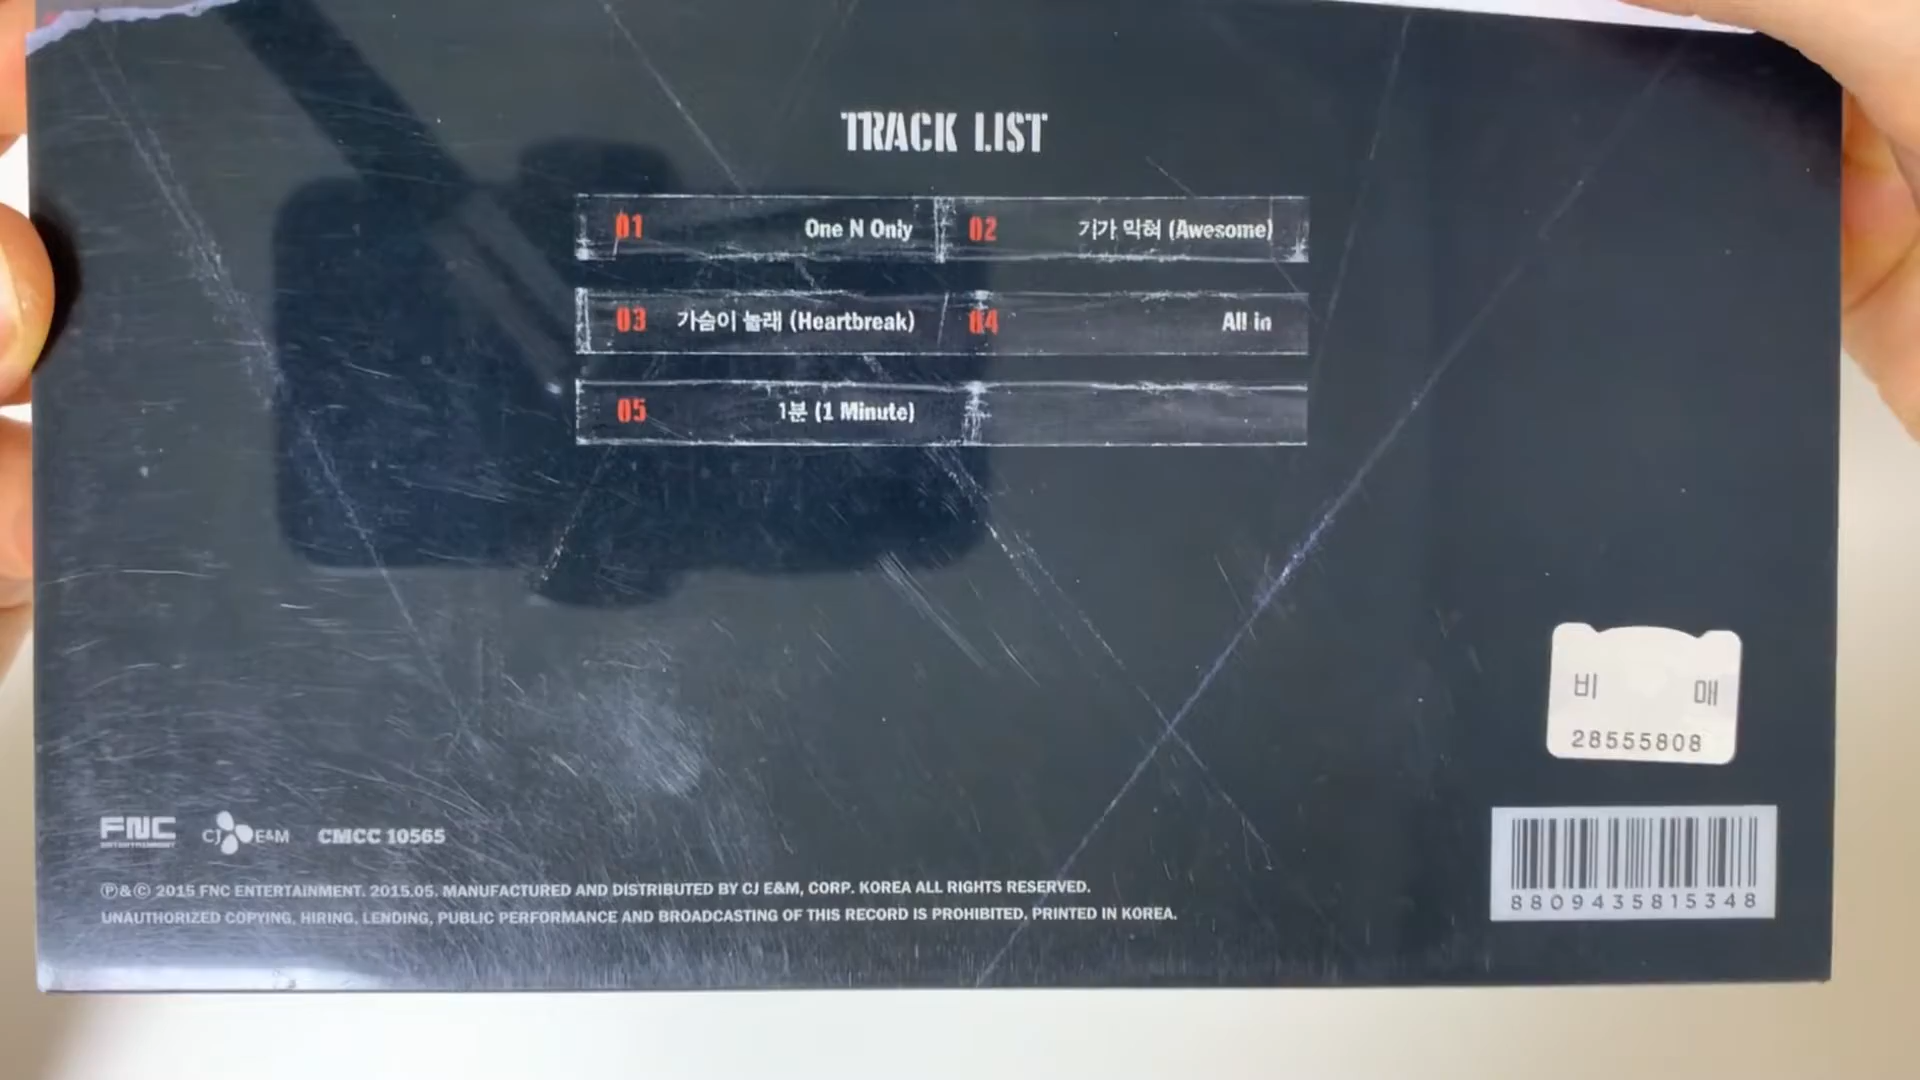 TRACK LIST
01 One N Only 02 기가 막혀 (Awesome)
03 가슴이 놀래 (Heartbreak) 04 All in
05 1분 (1 Minute)
비 매
28555808
FNC ENTERTAINMENT CJ E&M CMCC 10565
Ⓟ&© 2015 FNC ENTERTAINMENT. 2015.05. MANUFACTURED AND DISTRIBUTED BY CJ E&M, CORP. KOREA ALL RIGHTS RESERVED.
UNAUTHORIZED COPYING, HIRING, LENDING, PUBLIC PERFORMANCE AND BROADCASTING OF THIS RECORD IS PROHIBITED. PRINTED IN KOREA.
8809435815348